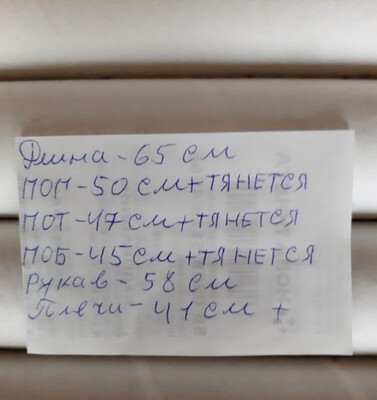 Длина - 65 см
ПОГ - 50 см + ТЯНЕТСЯ
ПОТ - 47 см + ТЯНЕТСЯ
ПОБ - 45 см + ТЯНЕТСЯ
Рукав - 58 см
Плечи - 41 см +